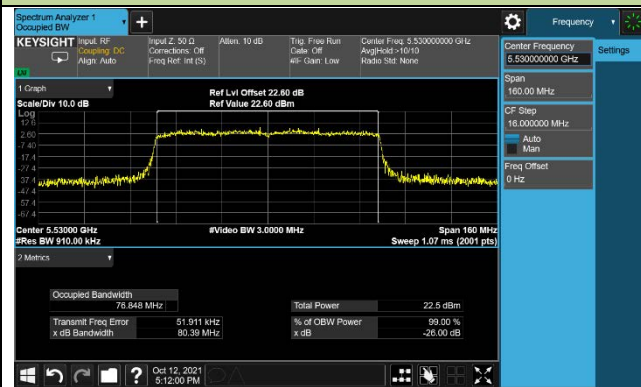 Spectrum Analyzer 1
Occupied BW
+
Frequency
KEYSIGHT
Input: RF
Coupling: DC
Align: Auto
Input Z: 50 Ω
Corrections: Off
Freq Ref: Int (S)
Atten: 10 dB
Trig: Free Run
Gate: Off
#IF Gain: Low
Center Freq: 5.530000000 GHz
Avg|Hold:>10/10
Radio Std: None
Center Frequency
5.530000000 GHz
Settings
Span
160.00 MHz
CF Step
16.000000 MHz
Auto
Man
Freq Offset
0 Hz
1 Graph
Scale/Div 10.0 dB
Ref Lvl Offset 22.60 dB
Ref Value 22.60 dBm
Log
12.6
2.60
-7.40
-17.4
-27.4
-37.4
-47.4
-57.4
-67.4
Center 5.53000 GHz
#Video BW 3.0000 MHz
Span 160 MHz
#Res BW 910.00 kHz
Sweep 1.07 ms (2001 pts)
2 Metrics
Occupied Bandwidth
76.848 MHz
Total Power 22.5 dBm
Transmit Freq Error 51.911 kHz
% of OBW Power 99.00 %
x dB Bandwidth 80.39 MHz
x dB -26.00 dB
?
Oct 12, 2021
5:12:00 PM